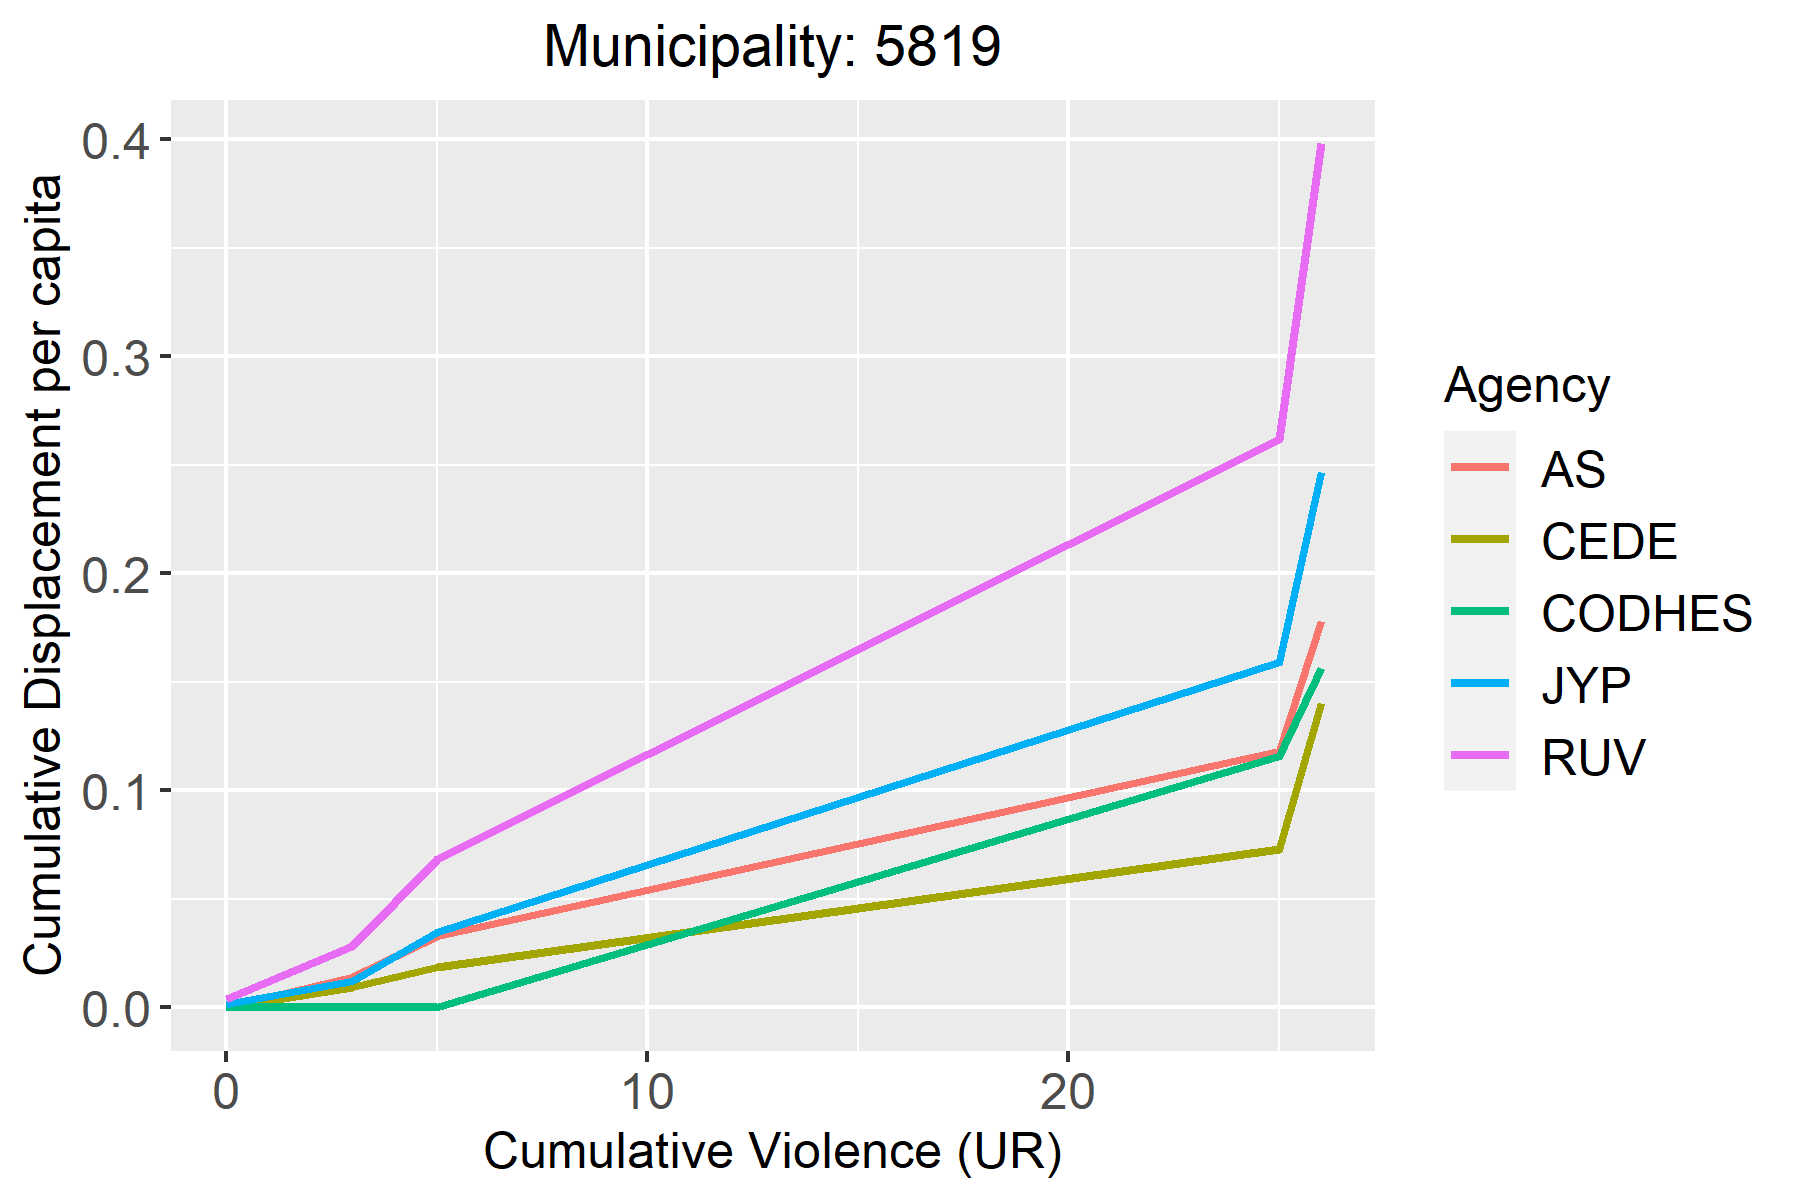 Municipality: 5819
Cumulative Displacement per capita
0.4
0.3
0.2
0.1
0.0
0 10 20
Cumulative Violence (UR)
Agency
AS
CEDE
CODHES
JYP
RUV